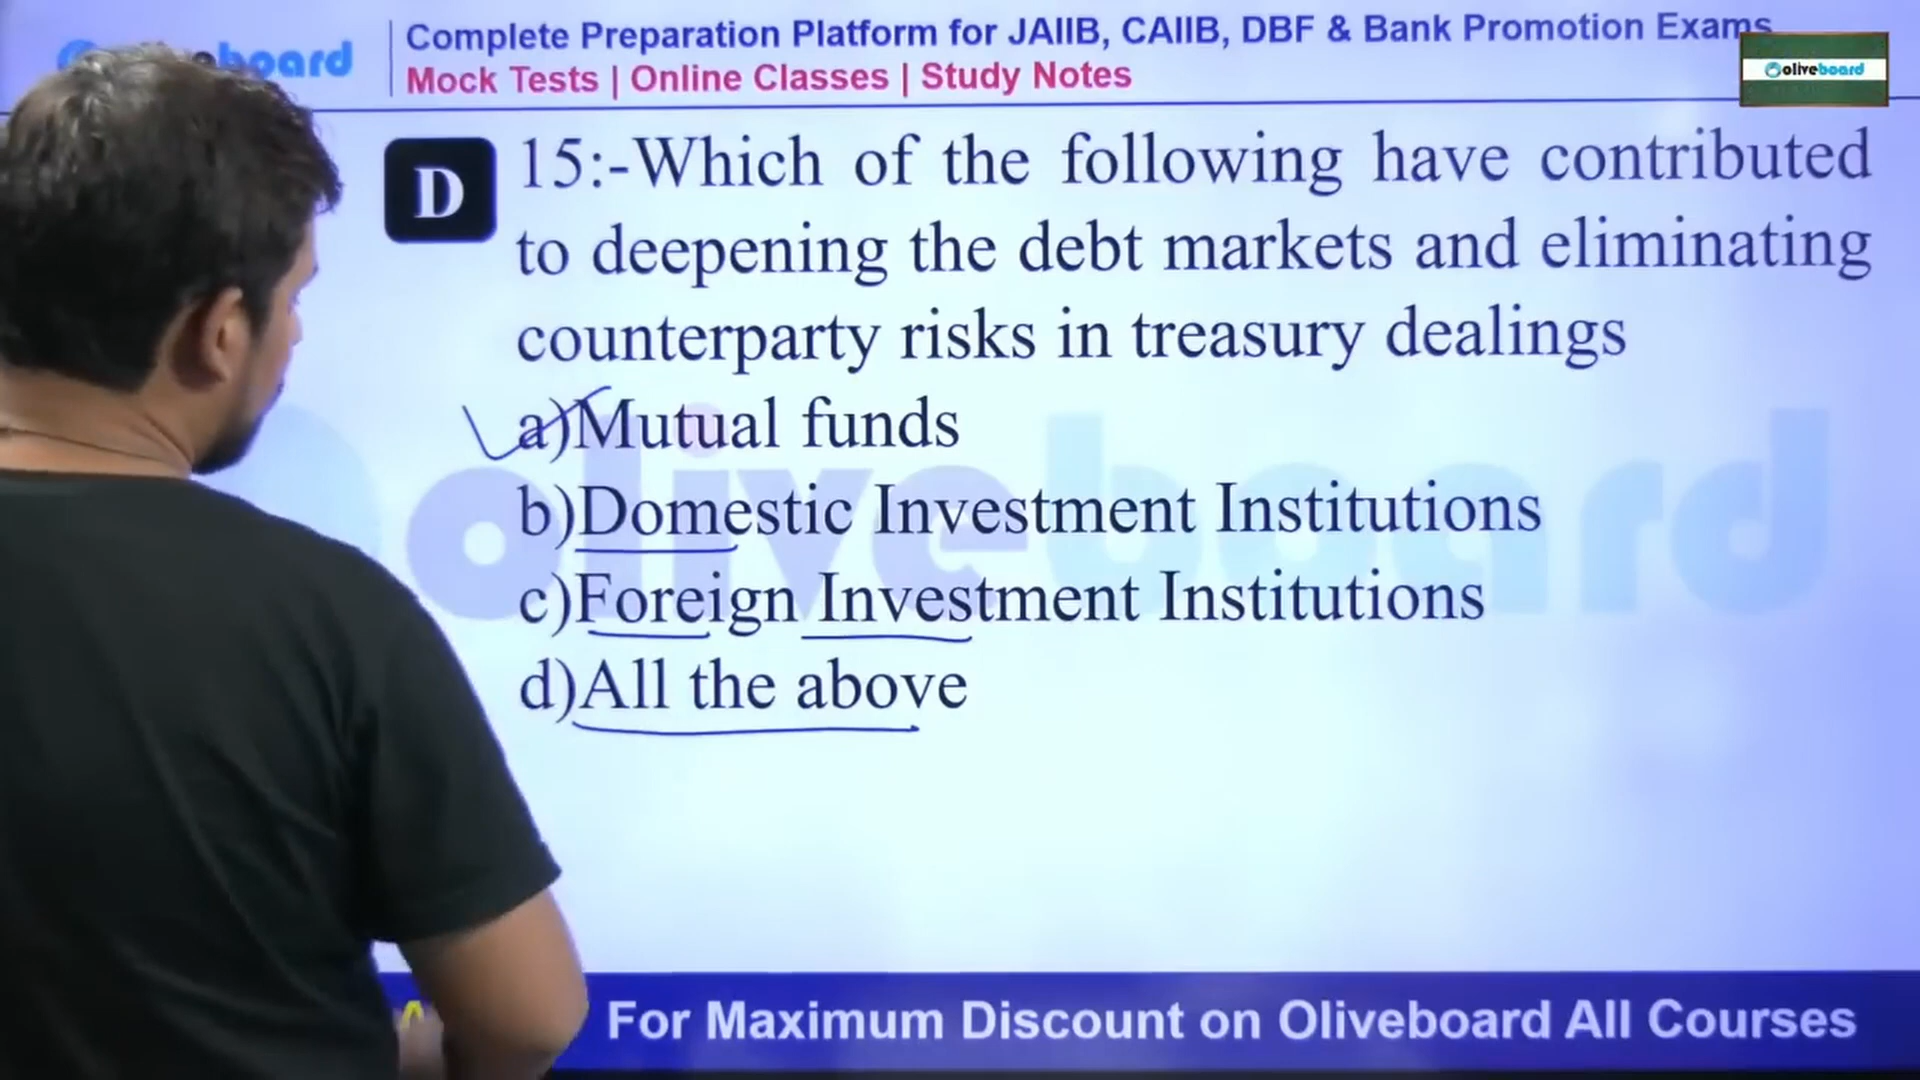 oliveboard
Complete Preparation Platform for JAIIB, CAIIB, DBF & Bank Promotion Exams
Mock Tests | Online Classes | Study Notes
oliveboard
D
15:-Which of the following have contributed
to deepening the debt markets and eliminating
counterparty risks in treasury dealings
a)Mutual funds
b)Domestic Investment Institutions
c)Foreign Investment Institutions
d)All the above
oliveboard
For Maximum Discount on Oliveboard All Courses